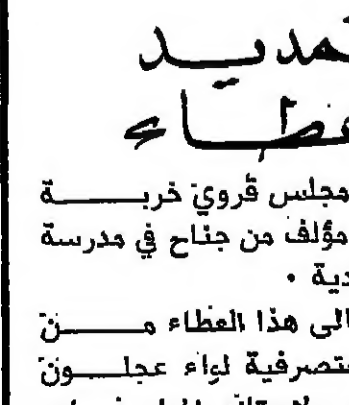 تمديد
عطاء
مجلس قروي خربة
مؤلف من جناح في مدرسة
دية .
الى هذا العطاء من
متصرفية لواء عجلون